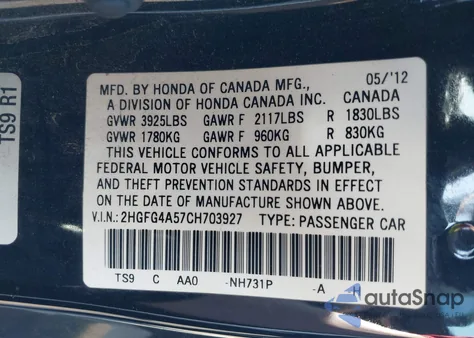 TS9 R1
MFD. BY HONDA OF CANADA MFG., 05/'12
A DIVISION OF HONDA CANADA INC. CANADA
GVWR 3925LBS GAWR F 2117LBS R 1830LBS
GVWR 1780KG GAWR F 960KG R 830KG
THIS VEHICLE CONFORMS TO ALL APPLICABLE
FEDERAL MOTOR VEHICLE SAFETY, BUMPER,
AND THEFT PREVENTION STANDARDS IN EFFECT
ON THE DATE OF MANUFACTURE SHOWN ABOVE.
V.I.N.: 2HGFG4A57CH703927 TYPE: PASSENGER CAR
TS9 C AA0 -NH731P -A H
autoSnap